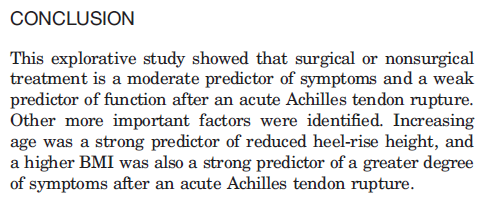 CONCLUSION
This explorative study showed that surgical or nonsurgical
treatment is a moderate predictor of symptoms and a weak
predictor of function after an acute Achilles tendon rupture.
Other more important factors were identified. Increasing
age was a strong predictor of reduced heel-rise height, and
a higher BMI was also a strong predictor of a greater degree
of symptoms after an acute Achilles tendon rupture.